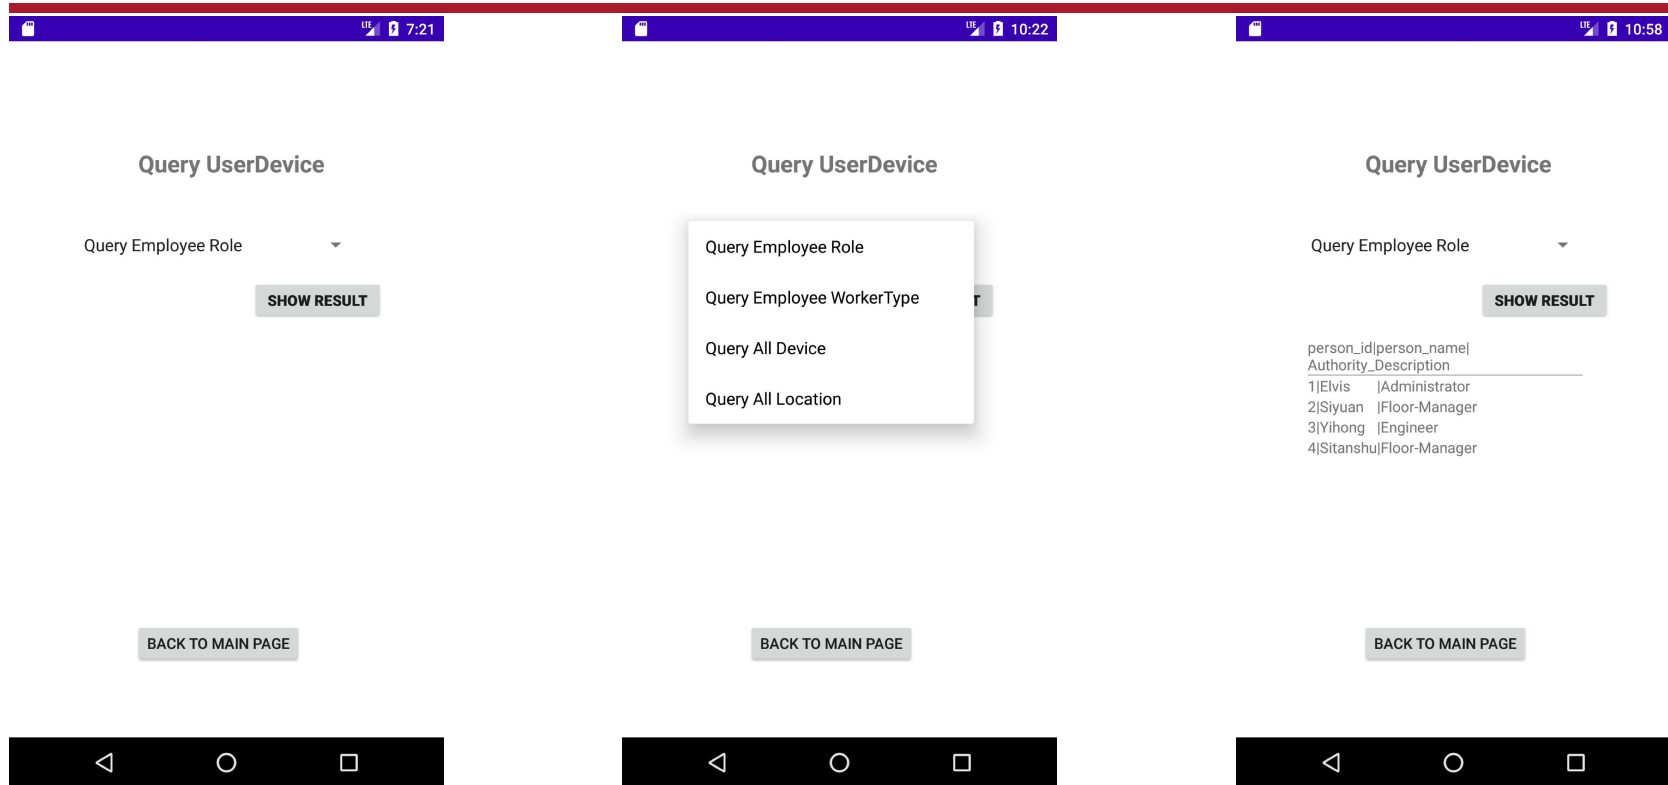 LTE 7:21
Query UserDevice
Query Employee Role
SHOW RESULT
BACK TO MAIN PAGE
LTE 10:22
Query UserDevice
Query Employee Role
Query Employee WorkerType
T
Query All Device
Query All Location
BACK TO MAIN PAGE
LTE 10:58
Query UserDevice
Query Employee Role
SHOW RESULT
person_id|person_name|
Authority_Description
1|Elvis |Administrator
2|Siyuan |Floor-Manager
3|Yihong |Engineer
4|Sitanshu|Floor-Manager
BACK TO MAIN PAGE